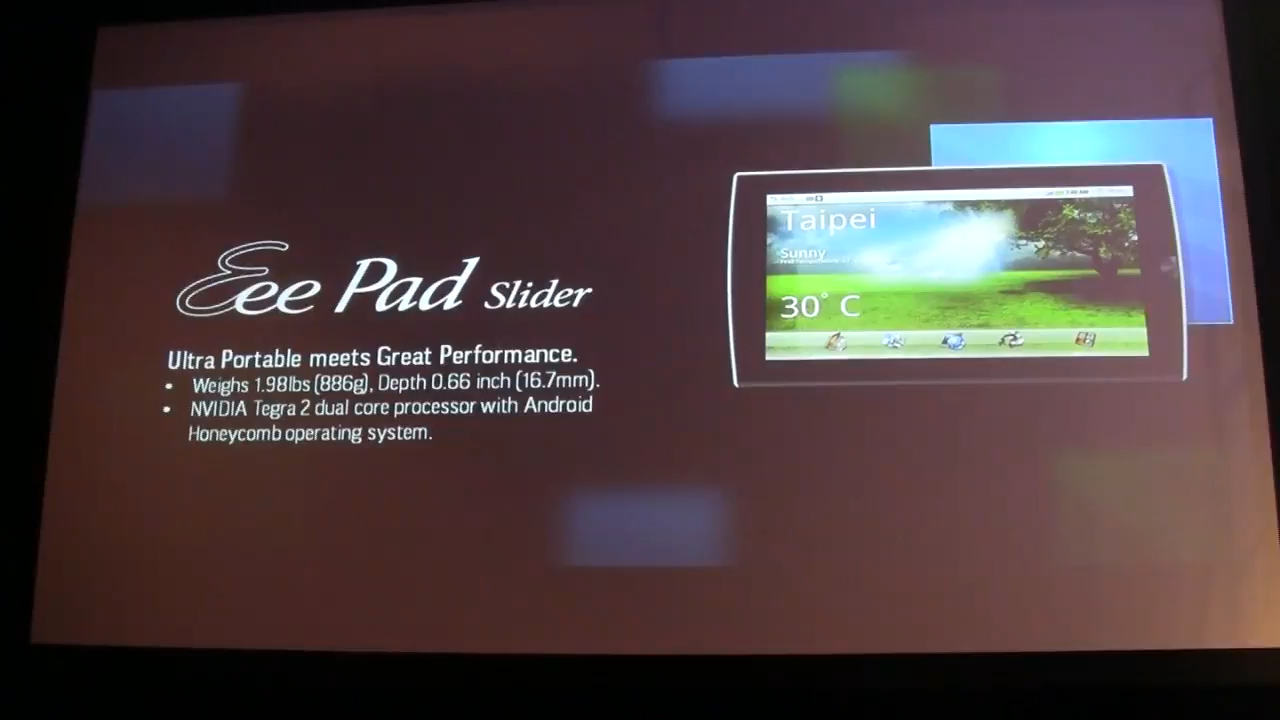 Eee Pad Slider
Ultra Portable meets Great Performance.
• Weighs 1.98lbs (886g), Depth 0.66 inch (16.7mm).
• NVIDIA Tegra 2 dual core processor with Android
Honeycomb operating system.
Taipei
Sunny
30° C